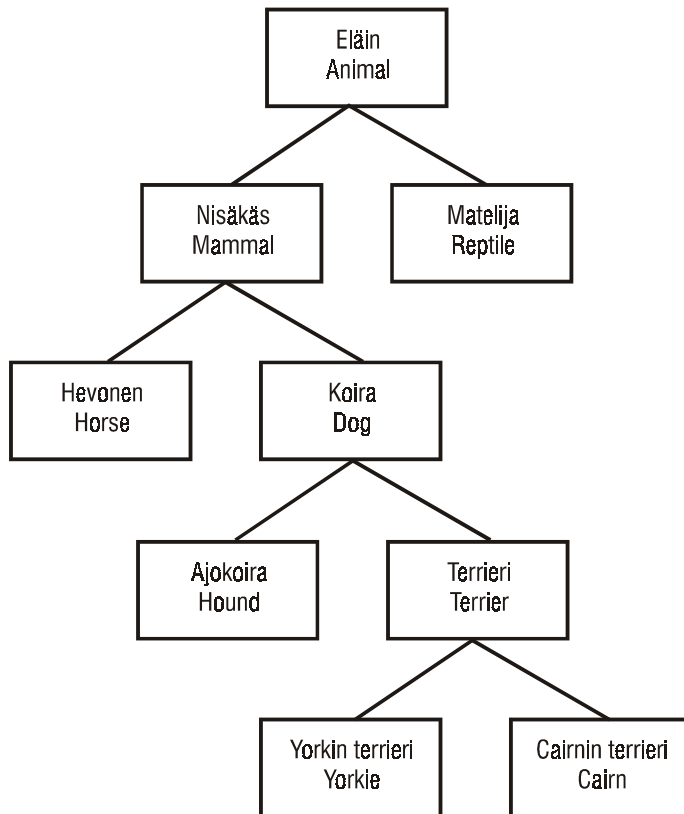 Eläin
Animal
Nisäkäs
Mammal
Matelija
Reptile
Hevonen
Horse
Koira
Dog
Ajokoira
Hound
Terrieri
Terrier
Yorkin terrieri
Yorkie
Cairnin terrieri
Cairn